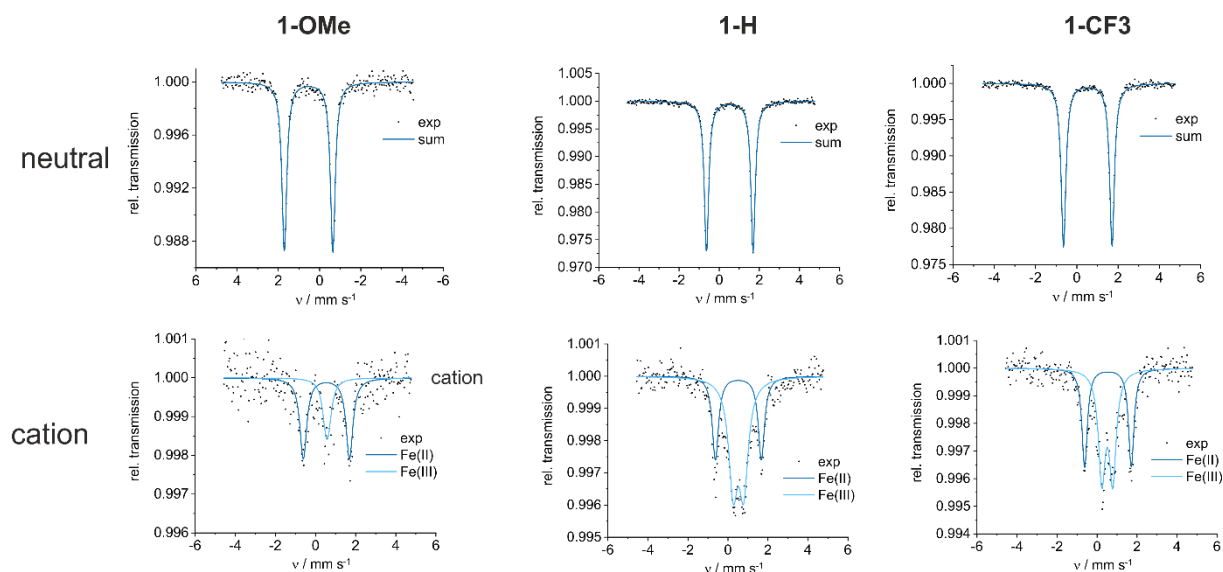 1-OMe
1-H
1-CF3
neutral
rel. transmission
1.000
0.996
0.992
0.988
exp
sum
6 4 2 0 -2 -4 -6
ν / mm s-1
rel. transmission
1.005
1.000
0.995
0.990
0.985
0.980
0.975
0.970
exp
sum
-6 -4 -2 0 2 4 6
ν / mm s-1
rel. transmission
1.000
0.995
0.990
0.985
0.980
0.975
exp
sum
-6 -4 -2 0 2 4 6
ν / mm s-1
cation
rel. transmission
1.001
1.000
0.999
0.998
0.997
0.996
cation
exp
Fe(II)
Fe(III)
-6 -4 -2 0 2 4 6
ν / mm s-1
rel. transmission
1.001
1.000
0.999
0.998
0.997
0.996
0.995
exp
Fe(II)
Fe(III)
-6 -4 -2 0 2 4 6
ν / mm s-1
rel. transmission
1.001
1.000
0.999
0.998
0.997
0.996
0.995
0.994
exp
Fe(II)
Fe(III)
-6 -4 -2 0 2 4 6
ν / mm s-1